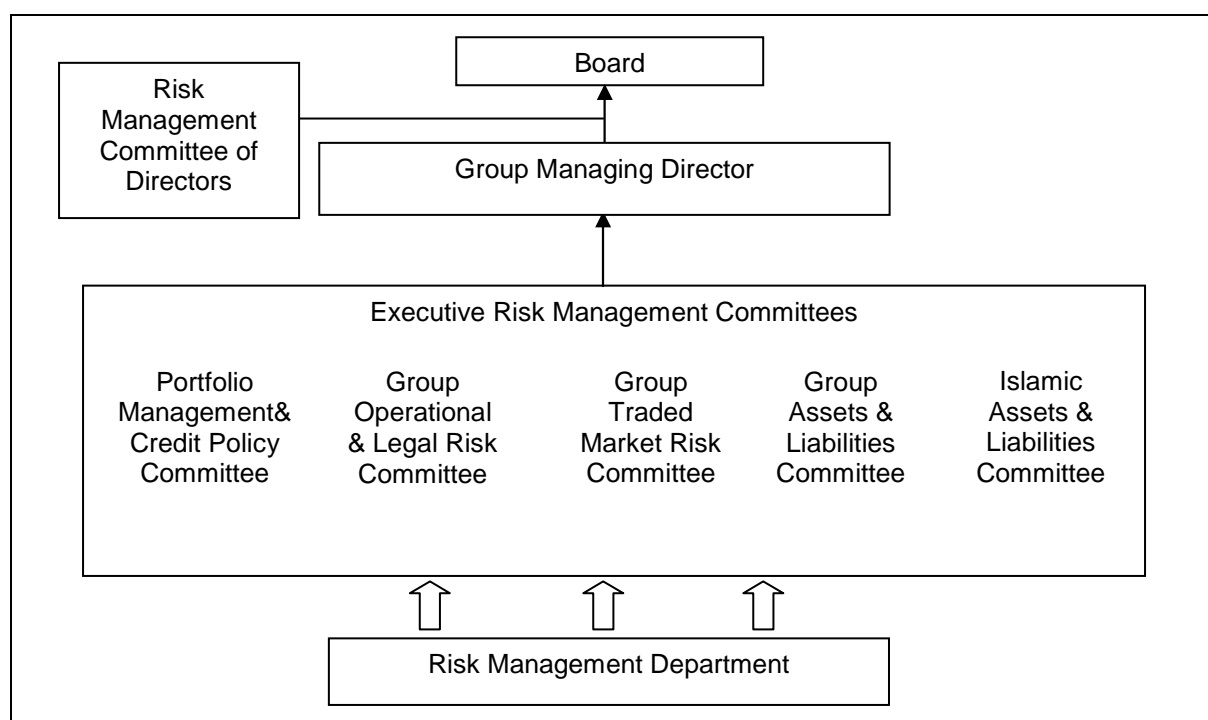 Board
Risk
Management
Committee of
Directors
Group Managing Director
Executive Risk Management Committees
Portfolio
Management&
Credit Policy
Committee
Group
Operational
& Legal Risk
Committee
Group
Traded
Market Risk
Committee
Group
Assets &
Liabilities
Committee
Islamic
Assets &
Liabilities
Committee
Risk Management Department